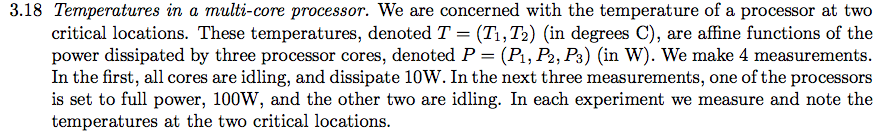 3.18 Temperatures in a multi-core processor. We are concerned with the temperature of a processor at two
critical locations. These temperatures, denoted T = (T₁, T₂) (in degrees C), are affine functions of the
power dissipated by three processor cores, denoted P = (P₁, P₂, P₃) (in W). We make 4 measurements.
In the first, all cores are idling, and dissipate 10W. In the next three measurements, one of the processors
is set to full power, 100W, and the other two are idling. In each experiment we measure and note the
temperatures at the two critical locations.